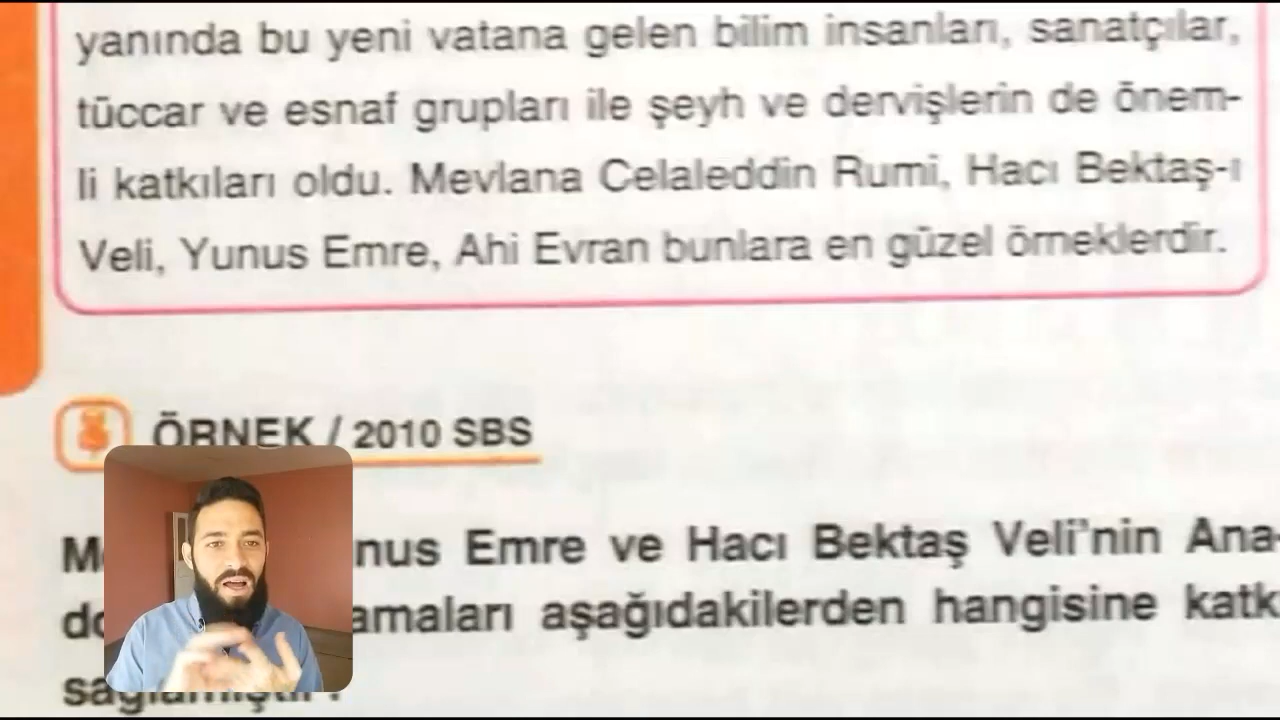 yanında bu yeni vatana gelen bilim insanları, sanatçılar,
tüccar ve esnaf grupları ile şeyh ve dervişlerin de önem-
li katkıları oldu. Mevlana Celaleddin Rumi, Hacı Bektaş-ı
Veli, Yunus Emre, Ahi Evran bunlara en güzel örneklerdir.
ÖRNEK / 2010 SBS
nus Emre ve Hacı Bektaş Veli'nin Ana-
amaları aşağıdakilerden hangisine katk